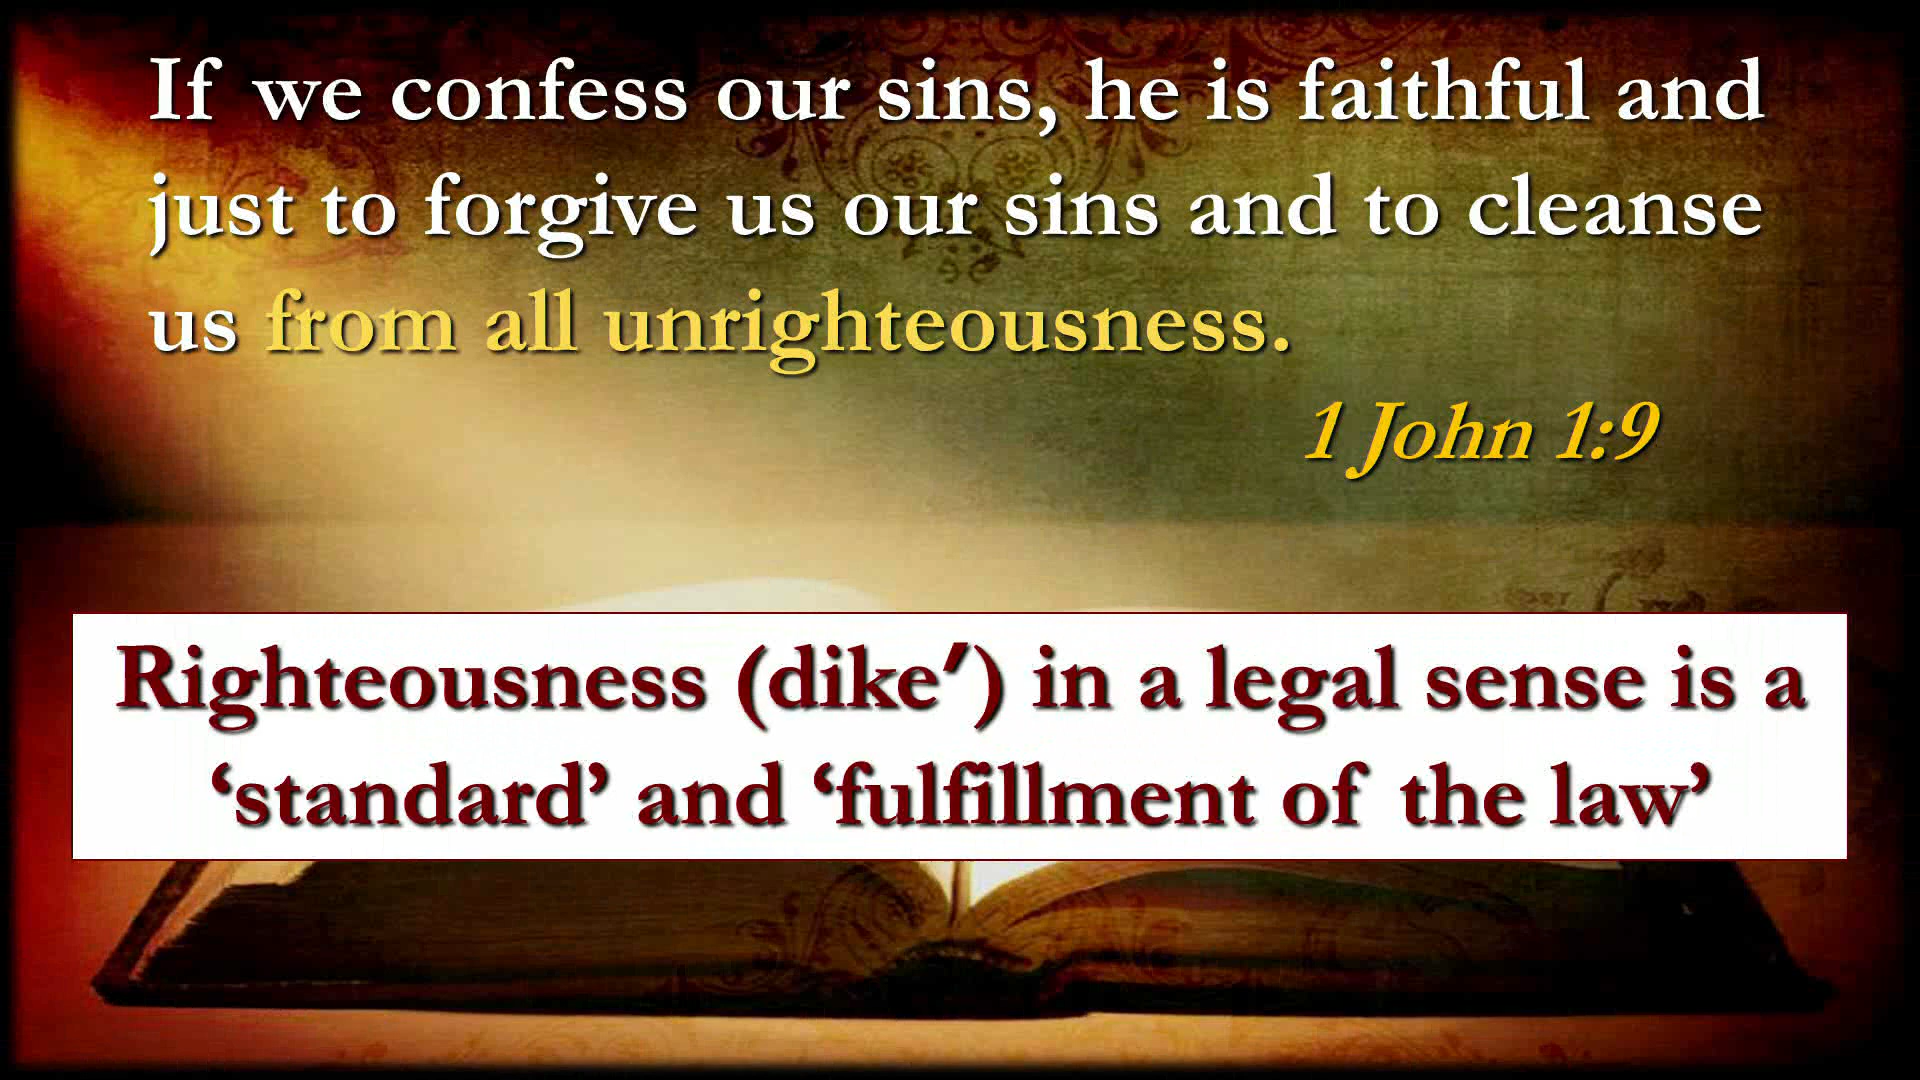 If we confess our sins, he is faithful and
just to forgive us our sins and to cleanse
us from all unrighteousness.
1 John 1:9
Righteousness (dike′) in a legal sense is a
‘standard’ and ‘fulfillment of the law’